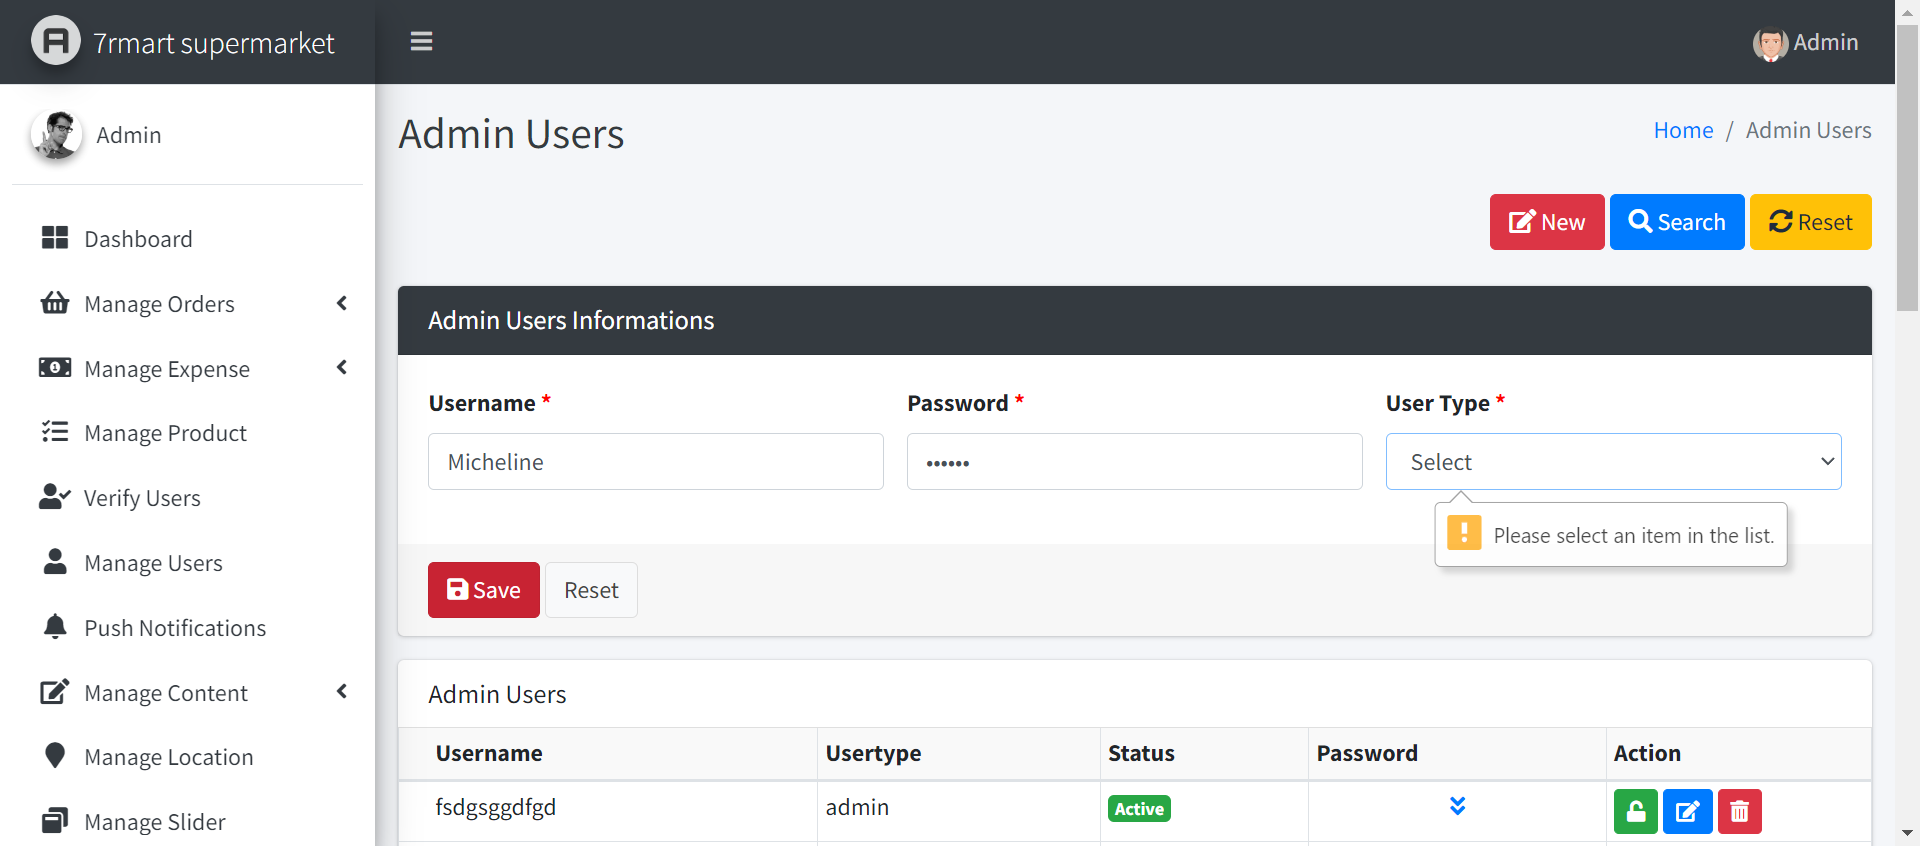 7rmart supermarket
Admin
Admin
Admin Users
Home / Admin Users
New
Search
Reset
Dashboard
Manage Orders
Manage Expense
Manage Product
Verify Users
Manage Users
Push Notifications
Manage Content
Manage Location
Manage Slider
Admin Users Informations
Username *
Password *
User Type *
Micheline
••••••
Select
Please select an item in the list.
Save
Reset
Admin Users
Username Usertype Status Password Action
fsdgsggdfgd admin Active